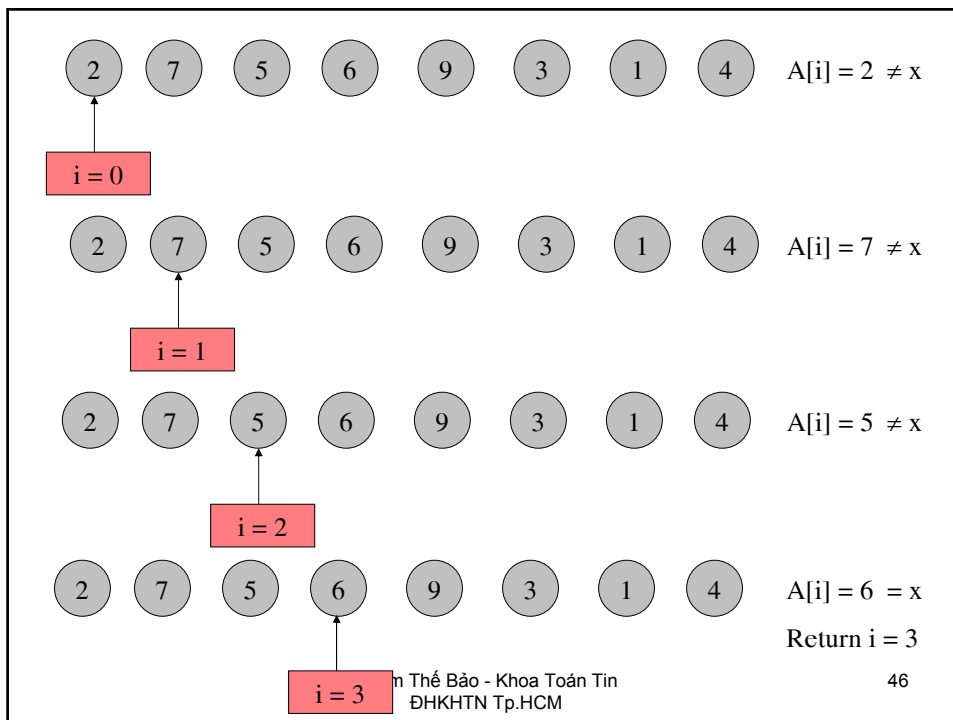 2 7 5 6 9 3 1 4 A[i] = 2 ≠ x
i = 0
2 7 5 6 9 3 1 4 A[i] = 7 ≠ x
i = 1
2 7 5 6 9 3 1 4 A[i] = 5 ≠ x
i = 2
2 7 5 6 9 3 1 4 A[i] = 6 = x
Return i = 3
i = 3
Thế Bảo - Khoa Toán Tin
ĐHKHTN Tp.HCM
46